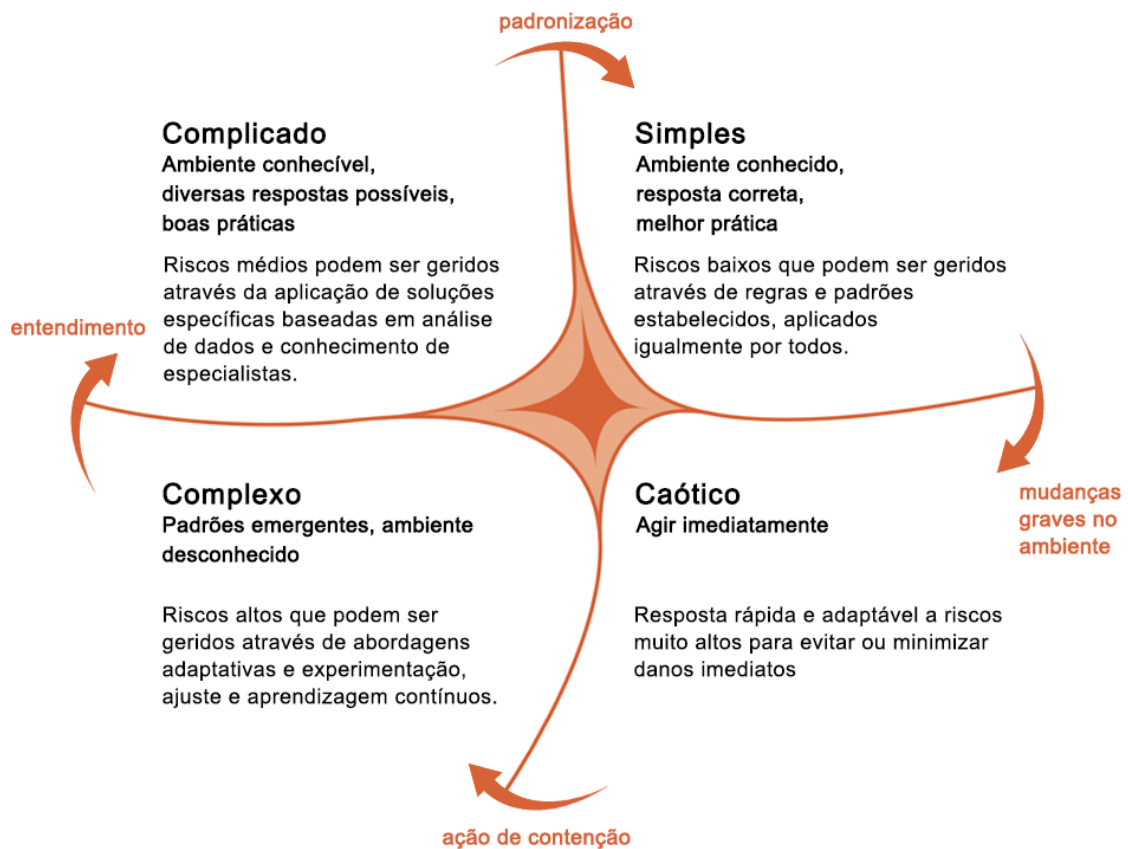 padronização
Complicado
Ambiente conhecível,
diversas respostas possíveis,
boas práticas
Riscos médios podem ser geridos
através da aplicação de soluções
específicas baseadas em análise
de dados e conhecimento de
especialistas.
Simples
Ambiente conhecido,
resposta correta,
melhor prática
Riscos baixos que podem ser geridos
através de regras e padrões
estabelecidos, aplicados
igualmente por todos.
entendimento
Complexo
Padrões emergentes, ambiente
desconhecido
Riscos altos que podem ser
geridos através de abordagens
adaptativas e experimentação,
ajuste e aprendizagem contínuos.
Caótico
Agir imediatamente
Resposta rápida e adaptável a riscos
muito altos para evitar ou minimizar
danos imediatos
mudanças
graves no
ambiente
ação de contenção